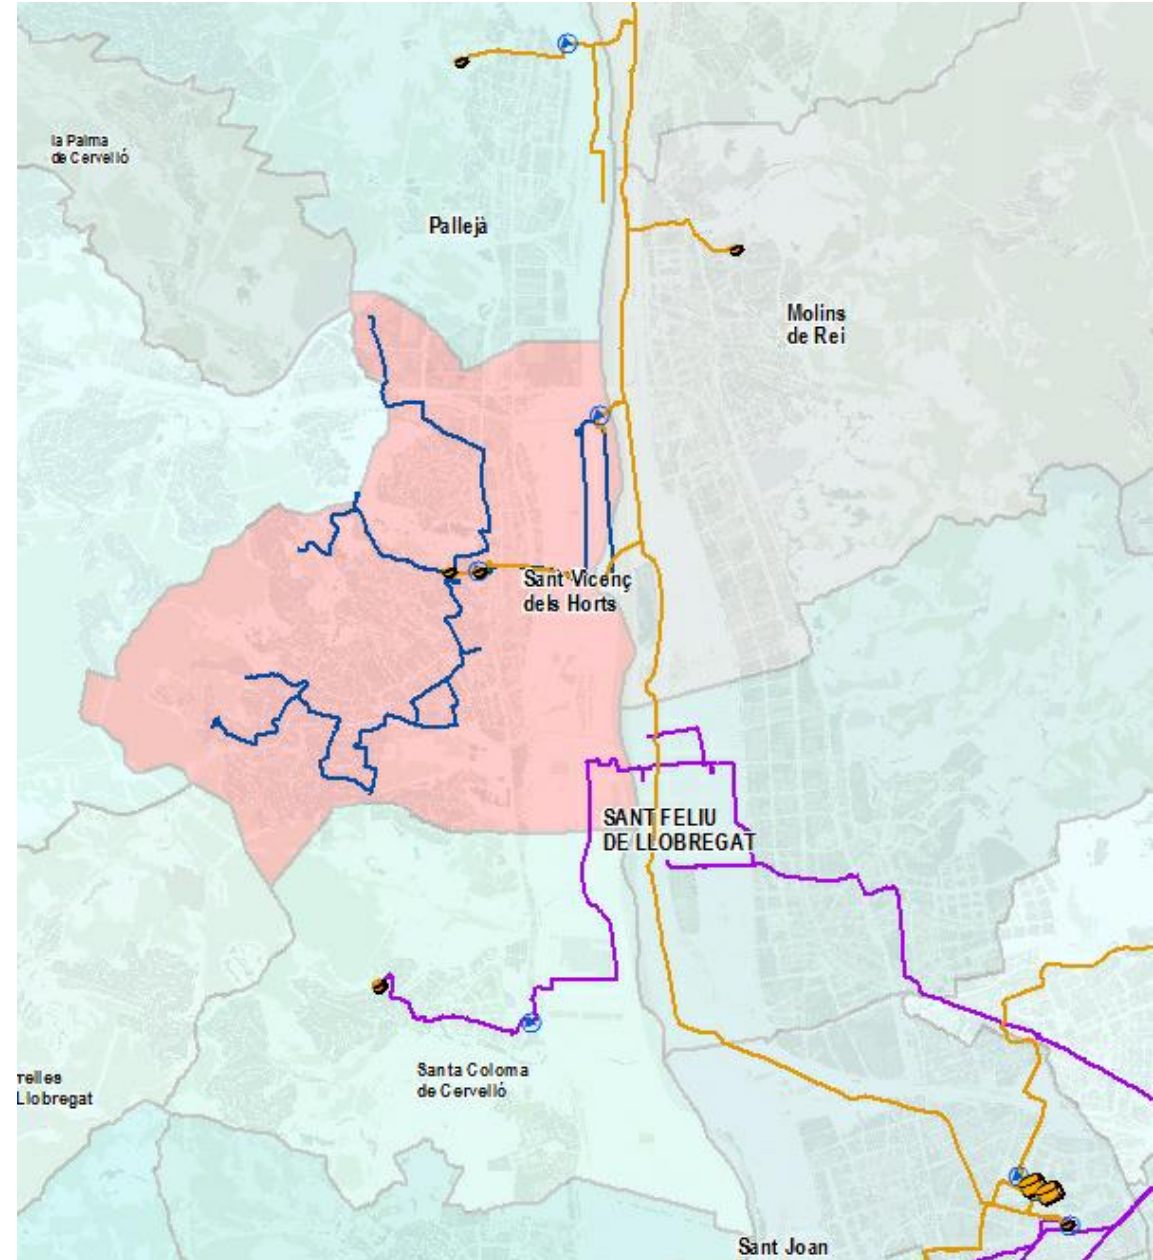 la Palma
de Cervelló
Pallejà
Molins
de Rei
Sant Vicenç
dels Horts
SANT FELIU
DE LLOBREGAT
Santa Coloma
de Cervelló
relles
Llobregat
Sant Joan